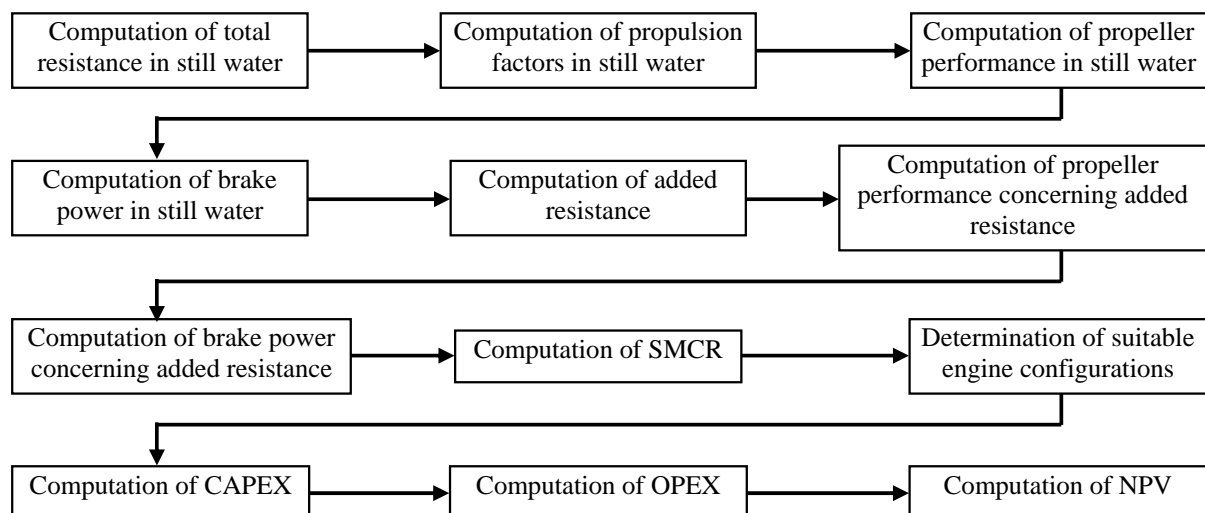 Computation of total
resistance in still water
Computation of propulsion
factors in still water
Computation of propeller
performance in still water
Computation of brake
power in still water
Computation of added
resistance
Computation of propeller
performance concerning added
resistance
Computation of brake power
concerning added resistance
Computation of SMCR
Determination of suitable
engine configurations
Computation of CAPEX
Computation of OPEX
Computation of NPV